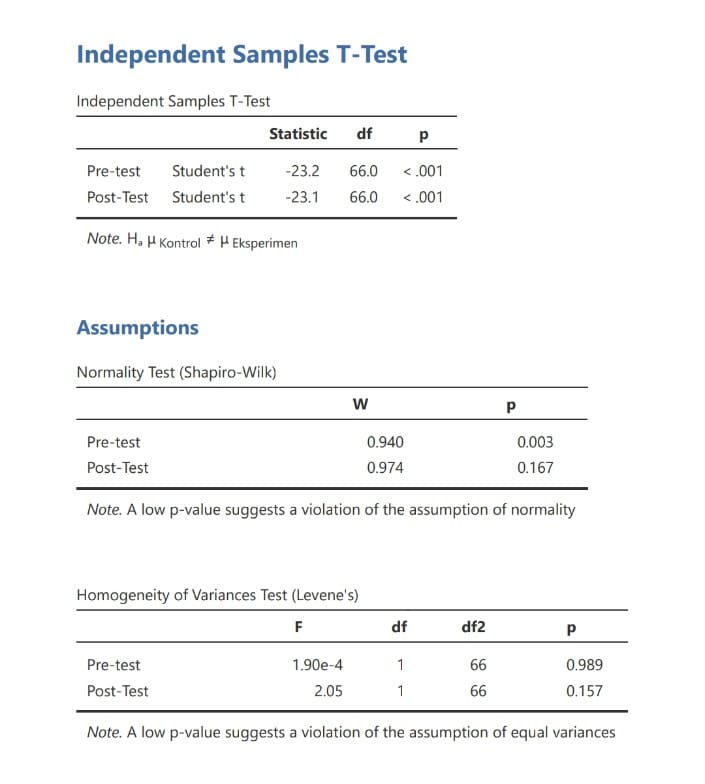 Independent Samples T-Test
Independent Samples T-Test
Statistic df p
Pre-test Student's t -23.2 66.0 < .001
Post-Test Student's t -23.1 66.0 < .001
Note. Hₐ μ Kontrol ≠ μ Eksperimen
Assumptions
Normality Test (Shapiro-Wilk)
W p
Pre-test 0.940 0.003
Post-Test 0.974 0.167
Note. A low p-value suggests a violation of the assumption of normality
Homogeneity of Variances Test (Levene's)
F df df2 p
Pre-test 1.90e-4 1 66 0.989
Post-Test 2.05 1 66 0.157
Note. A low p-value suggests a violation of the assumption of equal variances